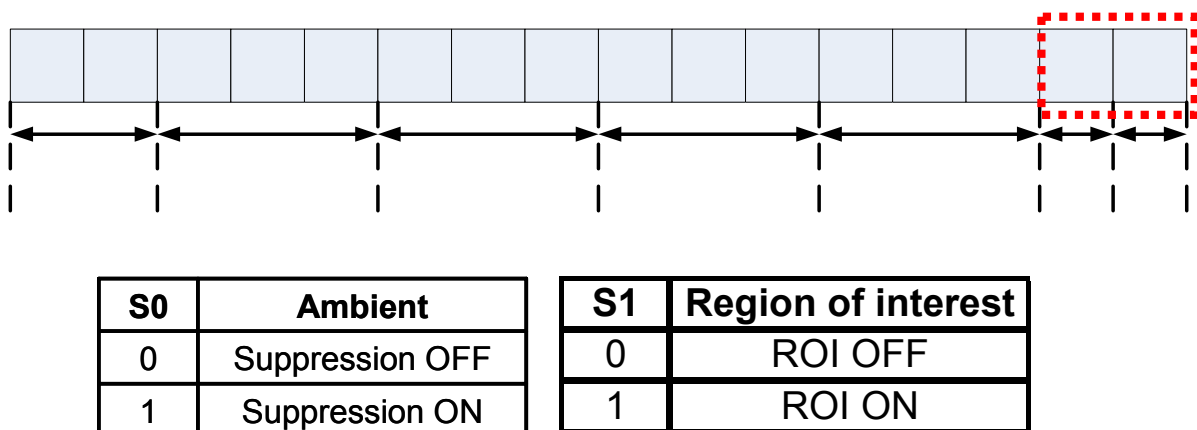 S0 Ambient
0 Suppression OFF
1 Suppression ON
S1 Region of interest
0 ROI OFF
1 ROI ON